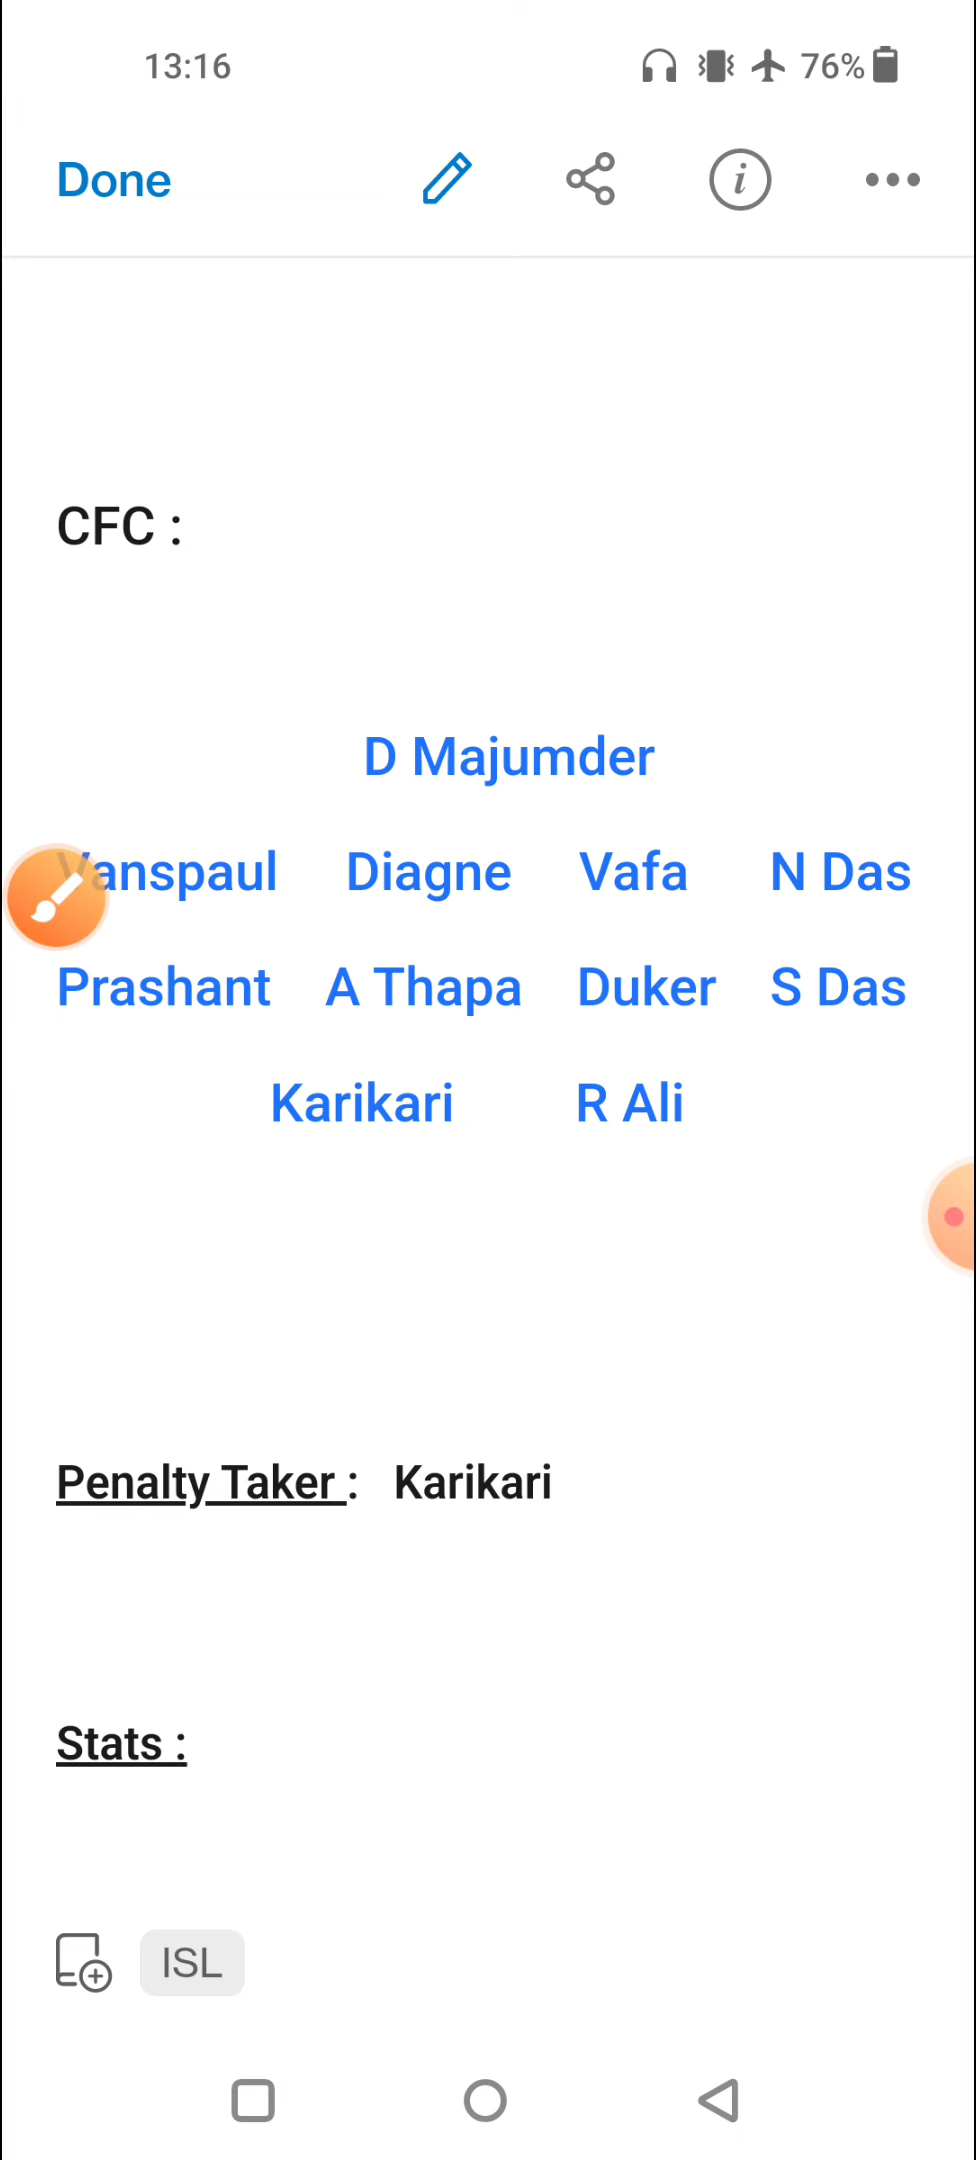 13:16 76%
Done
CFC :
D Majumder
Vanspaul Diagne Vafa N Das
Prashant A Thapa Duker S Das
Karikari R Ali
Penalty Taker : Karikari
Stats :
ISL